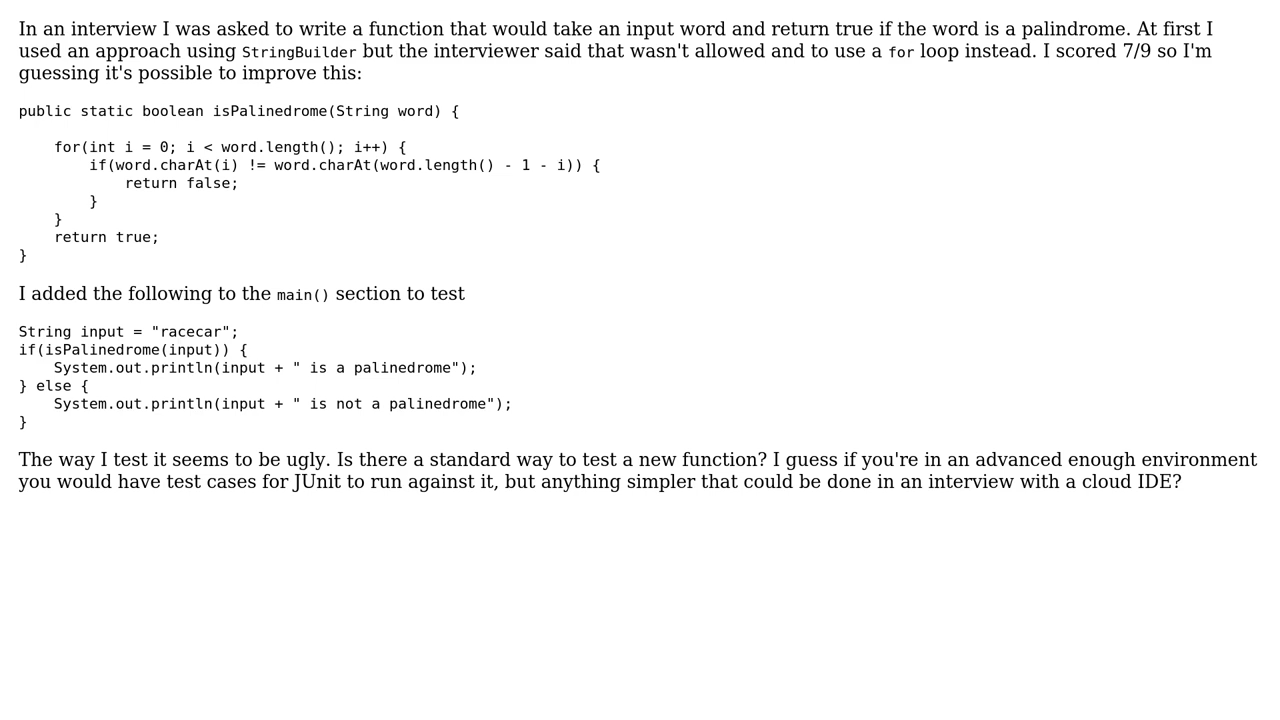 In an interview I was asked to write a function that would take an input word and return true if the word is a palindrome. At first I
used an approach using StringBuilder but the interviewer said that wasn't allowed and to use a for loop instead. I scored 7/9 so I'm
guessing it's possible to improve this:
public static boolean isPalinedrome(String word) {
    for(int i = 0; i < word.length(); i++) {
        if(word.charAt(i) != word.charAt(word.length() - 1 - i)) {
            return false;
        }
    }
    return true;
}
I added the following to the main() section to test
String input = "racecar";
if(isPalinedrome(input)) {
    System.out.println(input + " is a palinedrome");
} else {
    System.out.println(input + " is not a palinedrome");
}
The way I test it seems to be ugly. Is there a standard way to test a new function? I guess if you're in an advanced enough environment
you would have test cases for JUnit to run against it, but anything simpler that could be done in an interview with a cloud IDE?